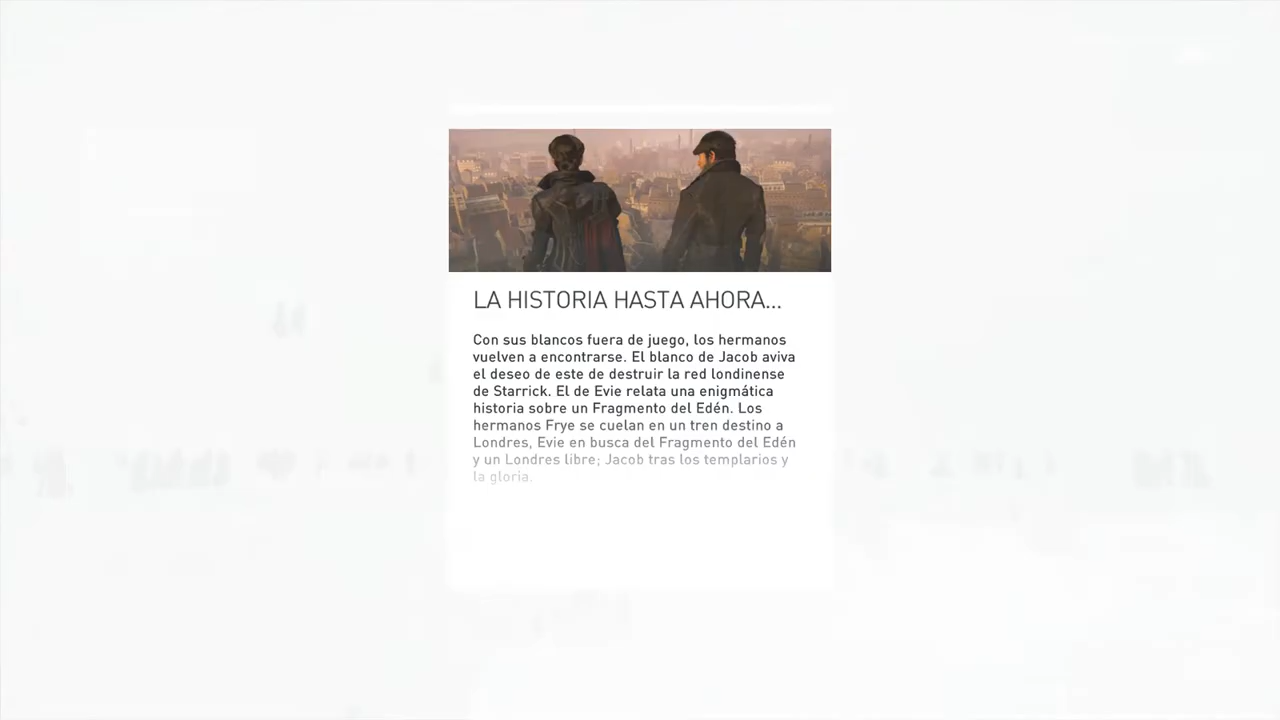 LA HISTORIA HASTA AHORA...
Con sus blancos fuera de juego, los hermanos
vuelven a encontrarse. El blanco de Jacob aviva
el deseo de este de destruir la red londinense
de Starrick. El de Evie relata una enigmática
historia sobre un Fragmento del Edén. Los
hermanos Frye se cuelan en un tren destino a
Londres, Evie en busca del Fragmento del Edén
y un Londres libre; Jacob tras los templarios y
la gloria.